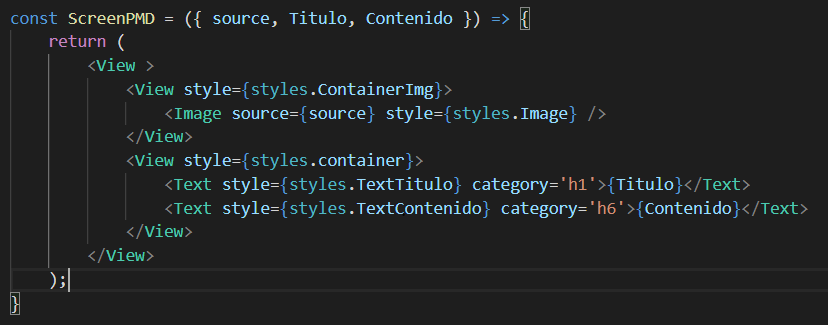 const ScreenPMD = ({ source, Titulo, Contenido }) => {
    return (
        <View >
            <View style={styles.ContainerImg}>
                <Image source={source} style={styles.Image} />
            </View>
            <View style={styles.container}>
                <Text style={styles.TextTitulo} category='h1'>{Titulo}</Text>
                <Text style={styles.TextContenido} category='h6'>{Contenido}</Text>
            </View>
        </View>
    );
}